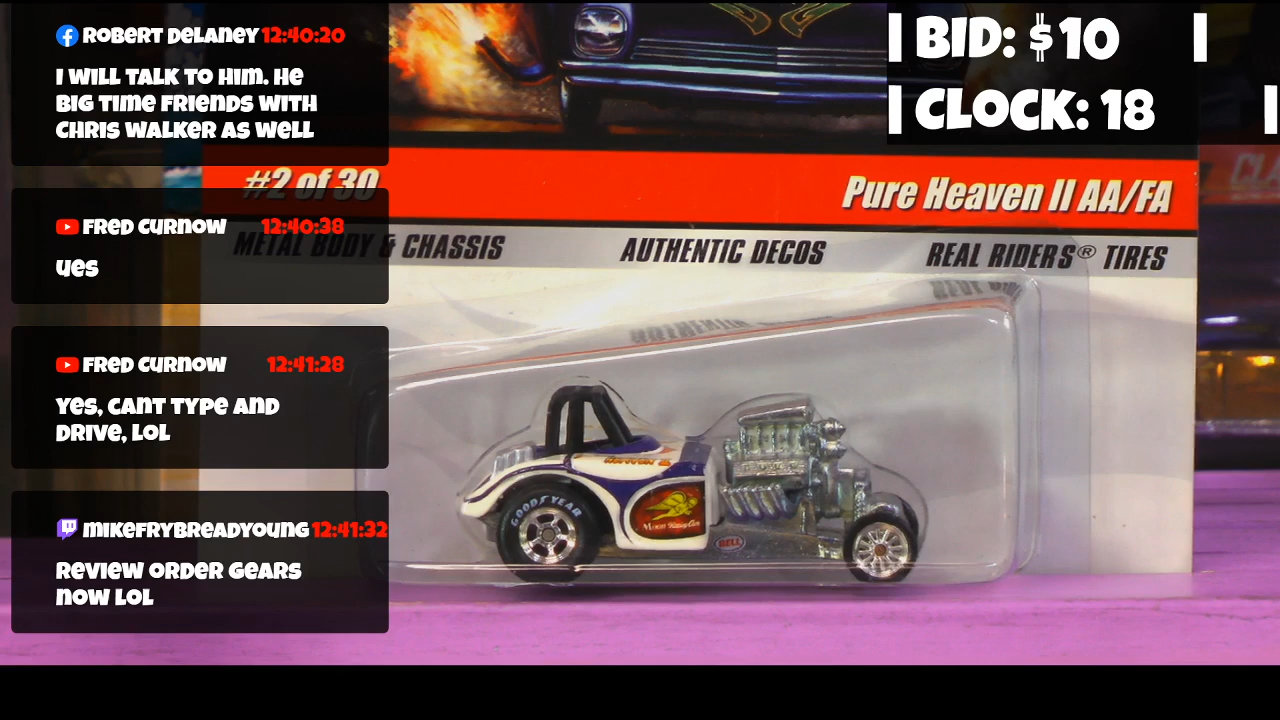 Robert Delaney 12:40:20
I will talk to him. He
big time friends with
Chris Walker as well
Fred Curnow 12:40:38
yes
Fred Curnow 12:41:28
Yes, cant type and
drive, lol
mikefrybreadyoung 12:41:32
Review order gears
now lol
| BID: $10 |
| CLOCK: 18 |
#2 of 30
Pure Heaven II AA/FA
METAL BODY & CHASSIS
AUTHENTIC DECOS
REAL RIDERS® TIRES
GOODYEAR
BELL